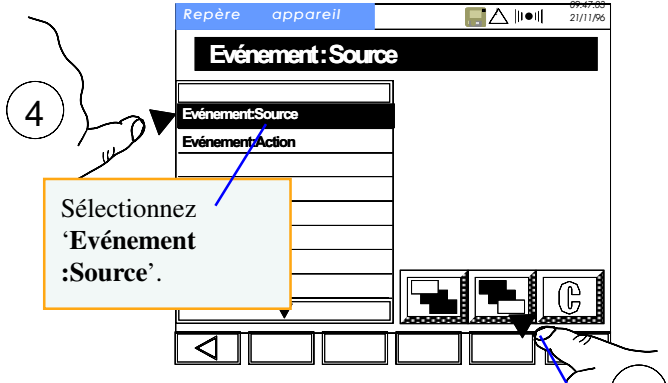 Repère appareil
09:47:03
21/11/96
Evénement : Source
4
Evénement:Source
Evénement:Action
Sélectionnez
‘Evénement
:Source’.
C